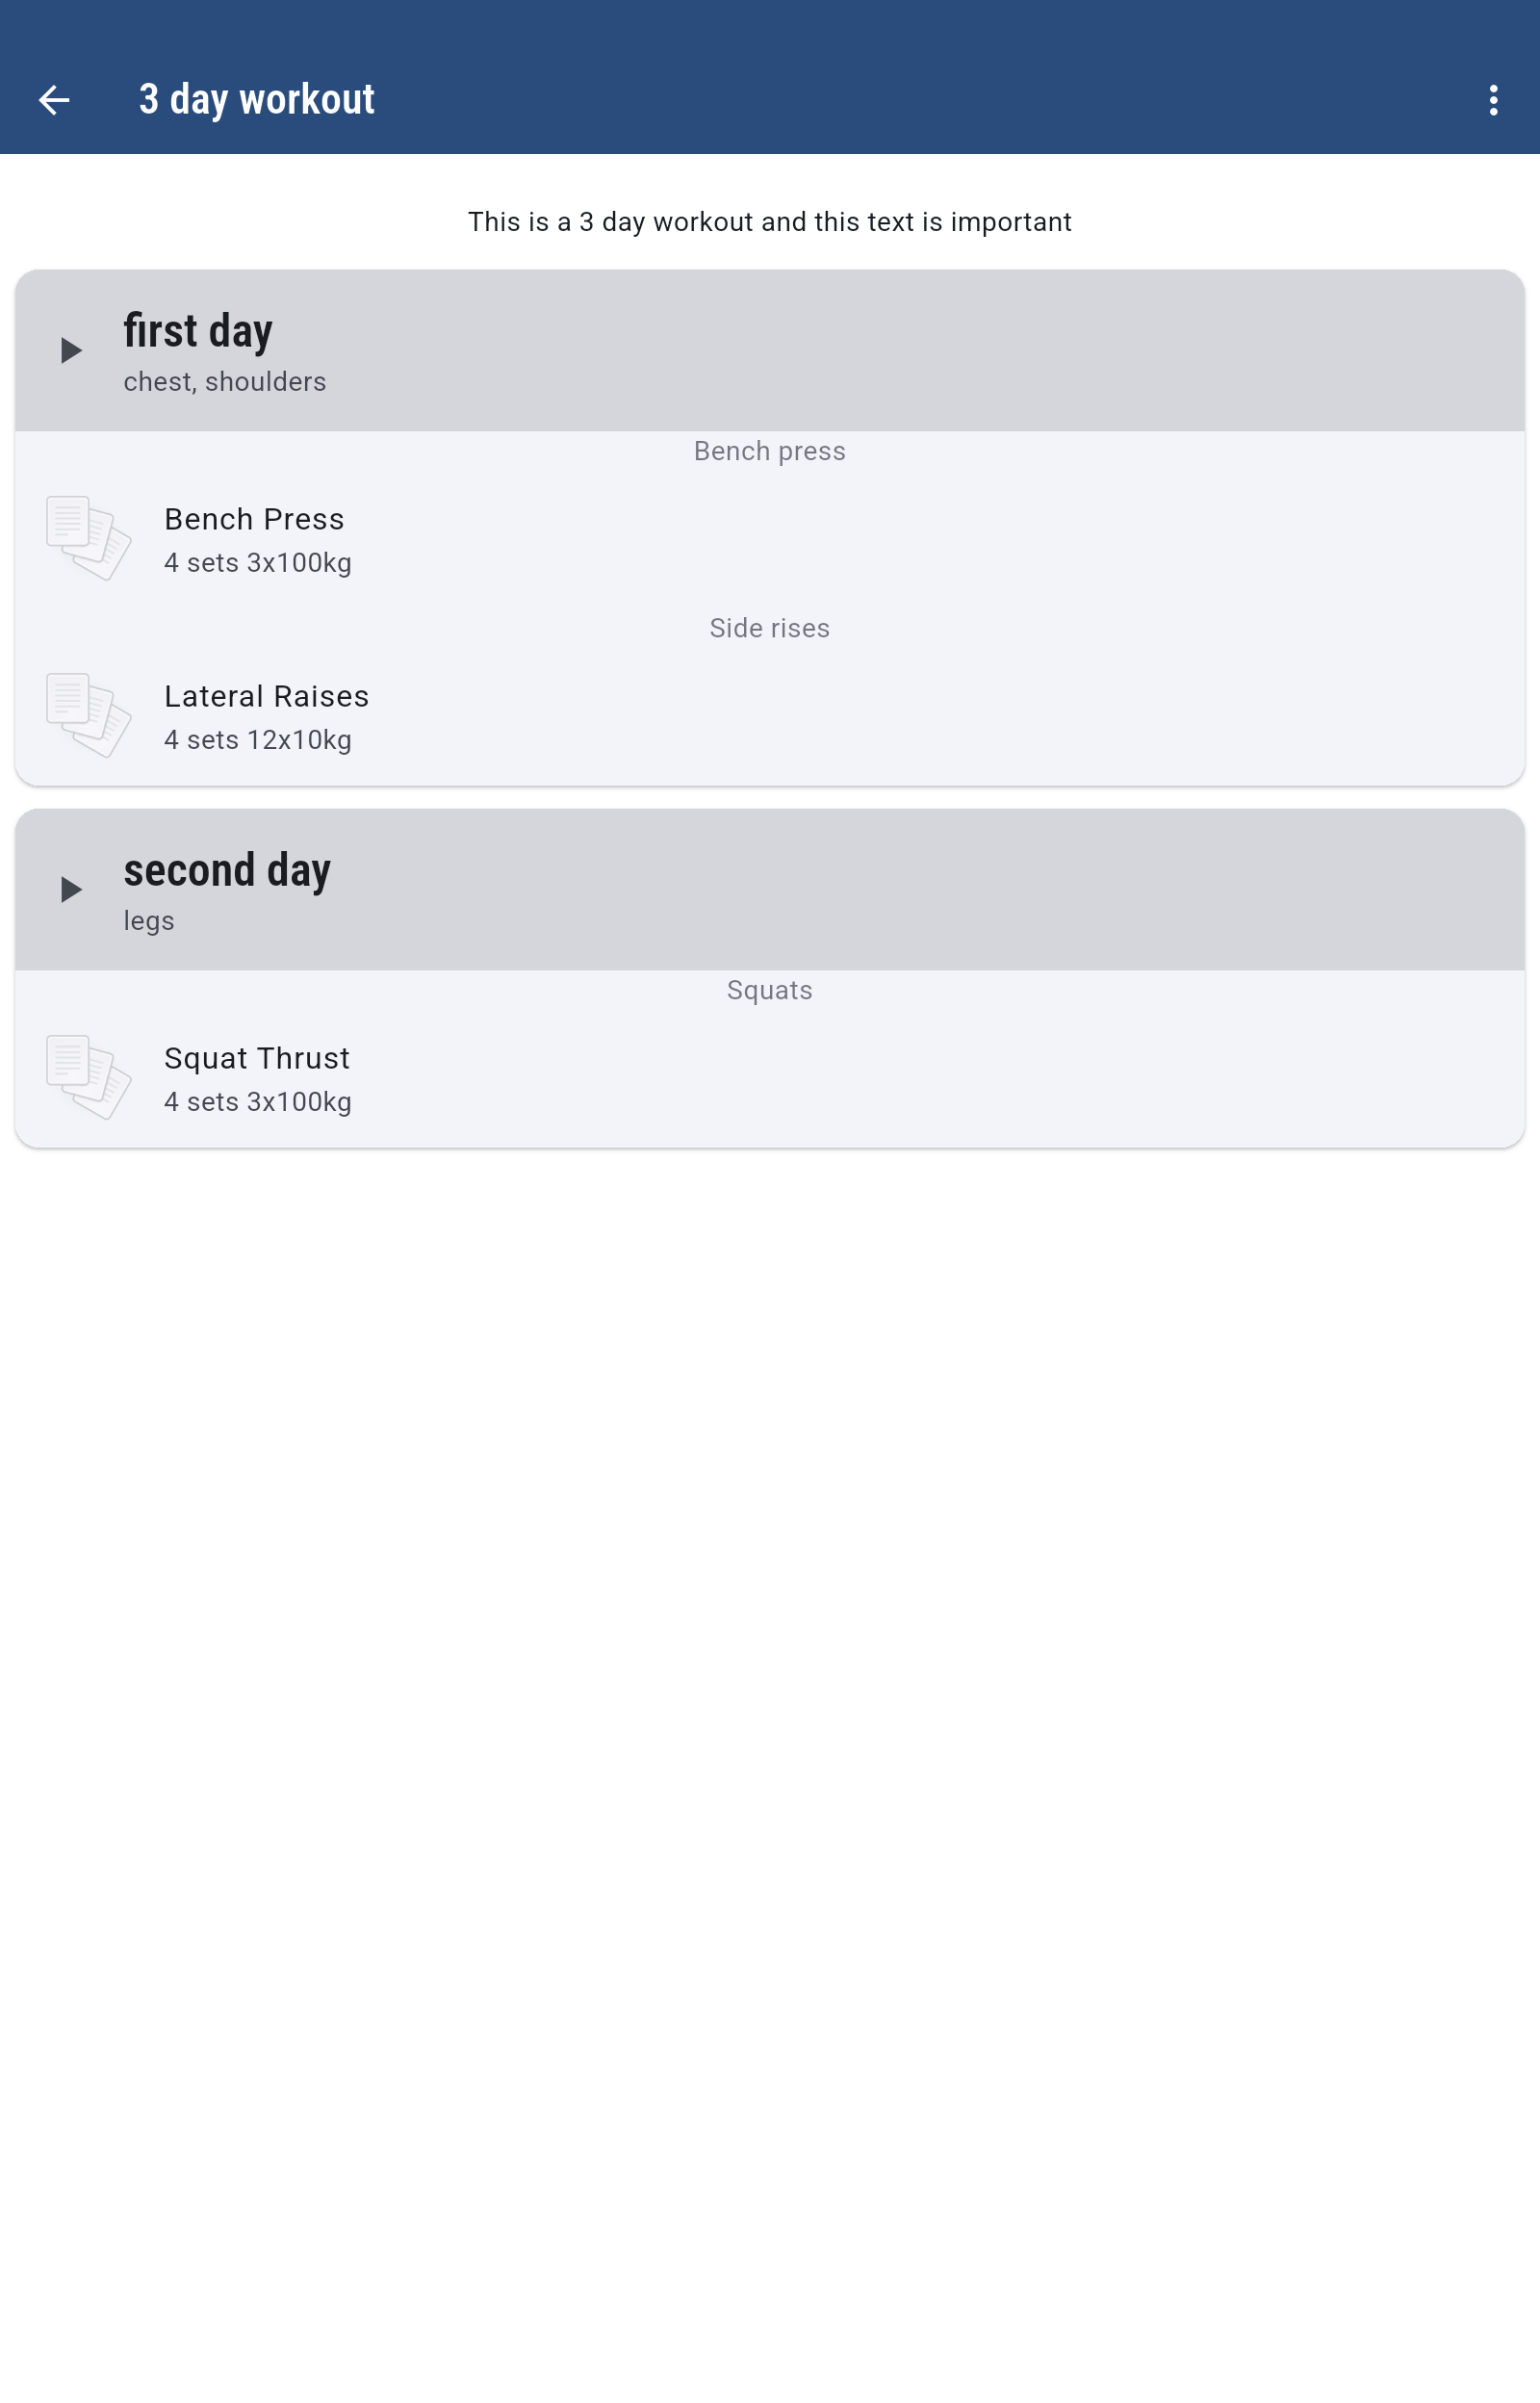 3 day workout
This is a 3 day workout and this text is important
first day
chest, shoulders
Bench press
Bench Press
4 sets 3x100kg
Side rises
Lateral Raises
4 sets 12x10kg
second day
legs
Squats
Squat Thrust
4 sets 3x100kg